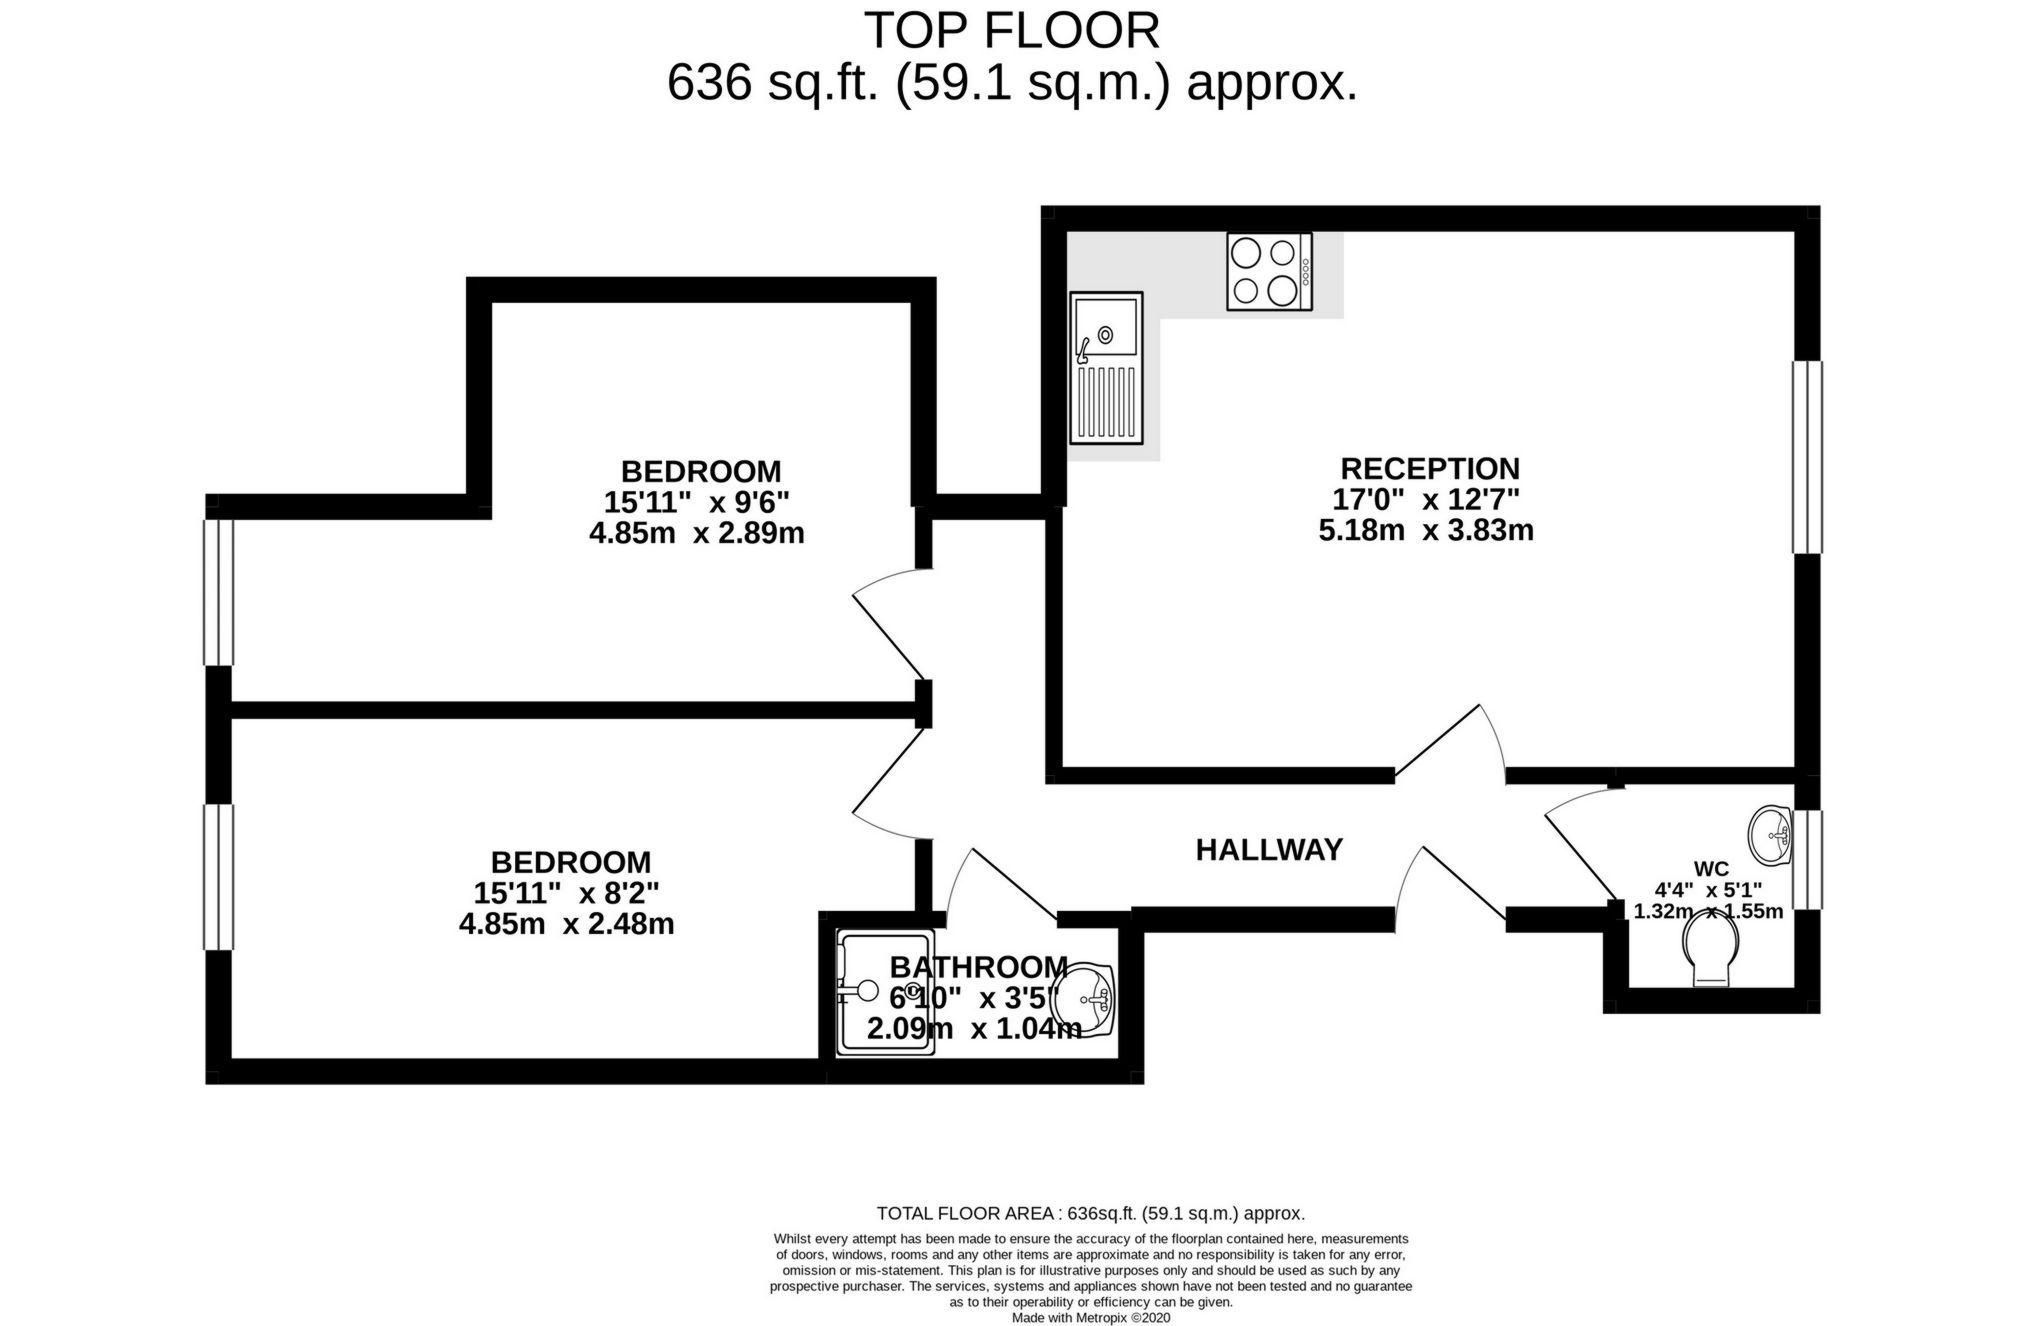 TOP FLOOR
636 sq.ft. (59.1 sq.m.) approx.
BEDROOM
15'11" x 9'6"
4.85m x 2.89m
RECEPTION
17'0" x 12'7"
5.18m x 3.83m
BEDROOM
15'11" x 8'2"
4.85m x 2.48m
HALLWAY
WC
4'4" x 5'1"
1.32m x 1.55m
BATHROOM
6'10" x 3'5"
2.09m x 1.04m
TOTAL FLOOR AREA : 636sq.ft. (59.1 sq.m.) approx.
Whilst every attempt has been made to ensure the accuracy of the floorplan contained here, measurements
of doors, windows, rooms and any other items are approximate and no responsibility is taken for any error,
omission or mis-statement. This plan is for illustrative purposes only and should be used as such by any
prospective purchaser. The services, systems and appliances shown have not been tested and no guarantee
as to their operability or efficiency can be given.
Made with Metropix ©2020